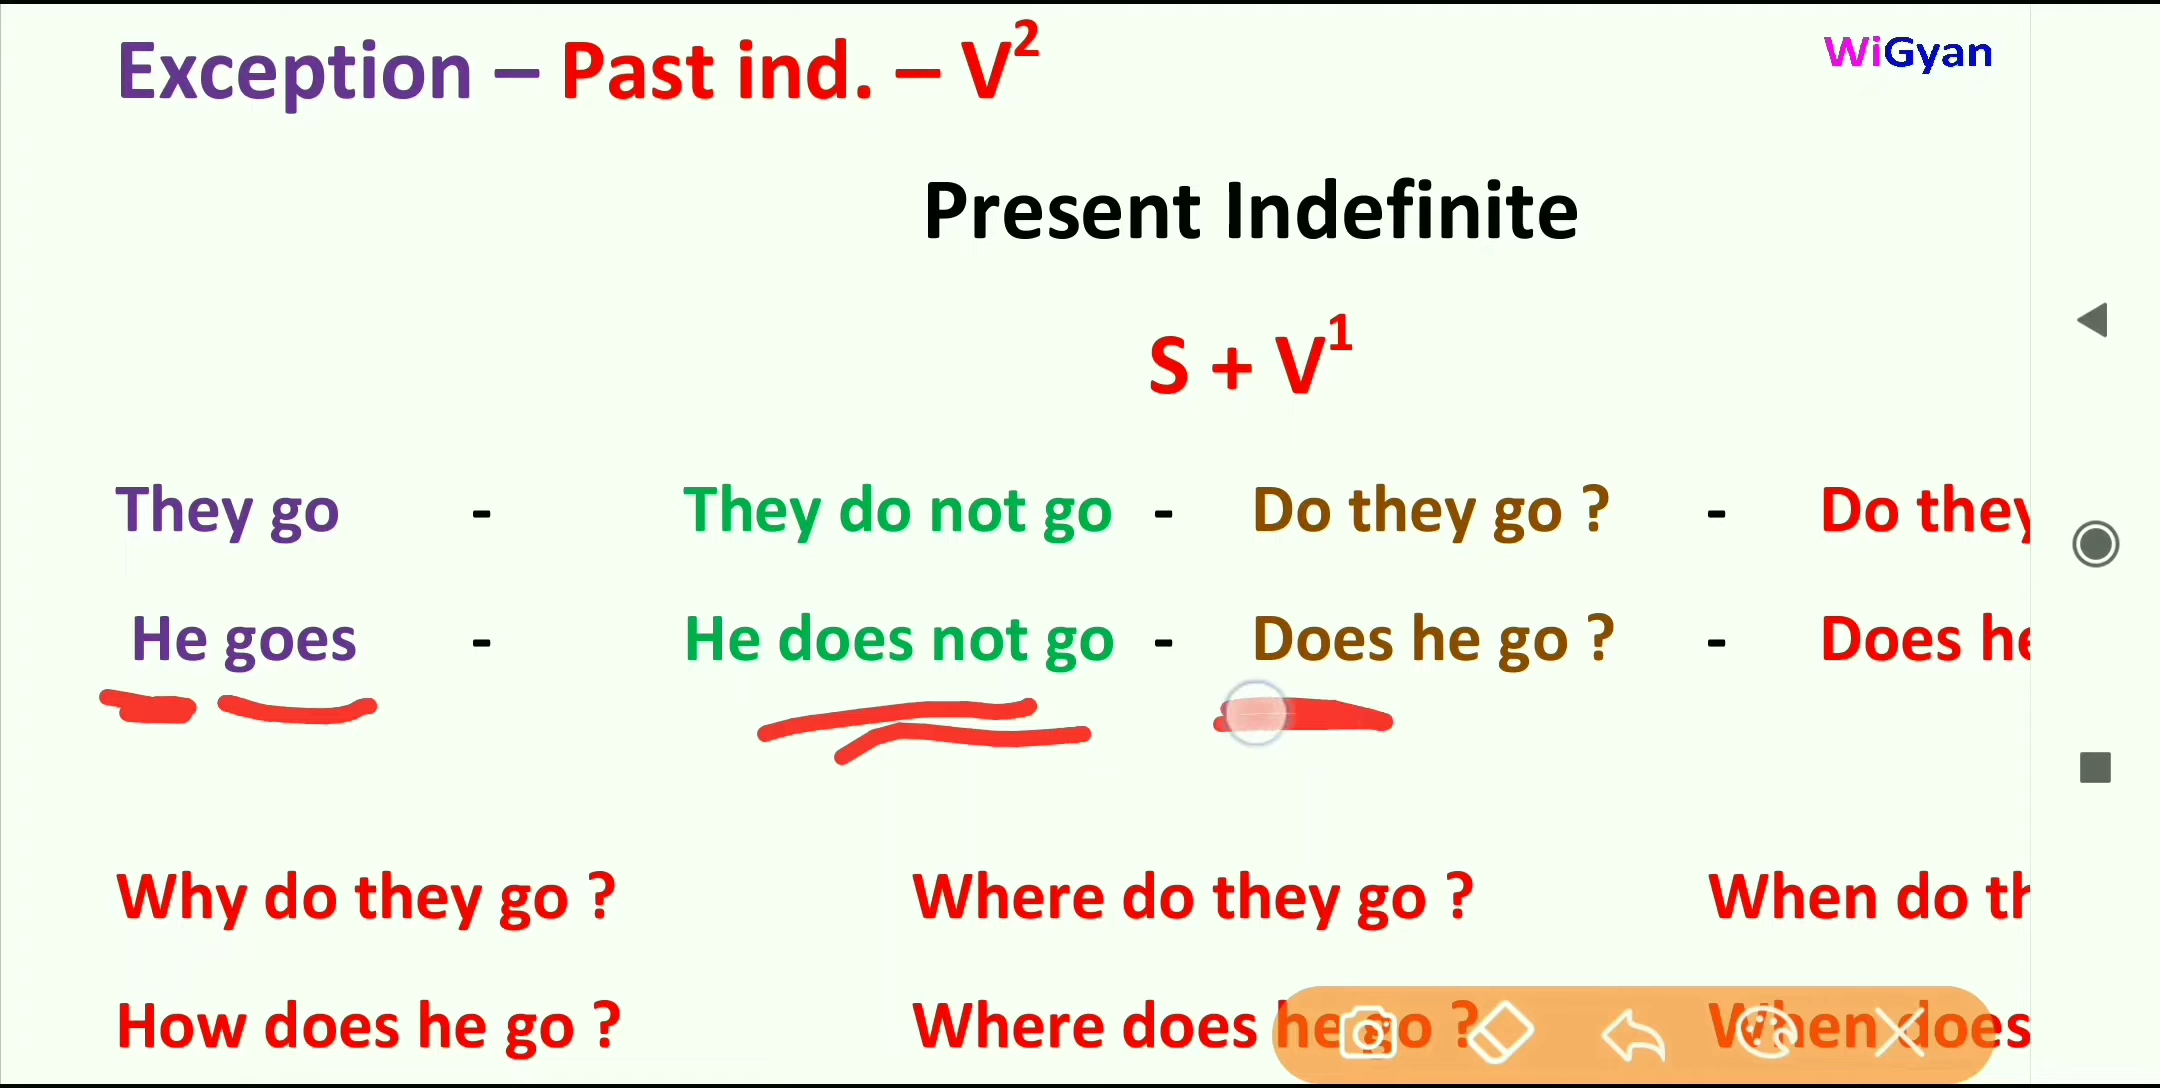 Exception – Past ind. – V²
WiGyan
Present Indefinite
S + V¹
They go - They do not go - Do they go ? - Do they
He goes - He does not go - Does he go ? - Does he
Why do they go ? Where do they go ? When do th
How does he go ? Where does he go ? When does